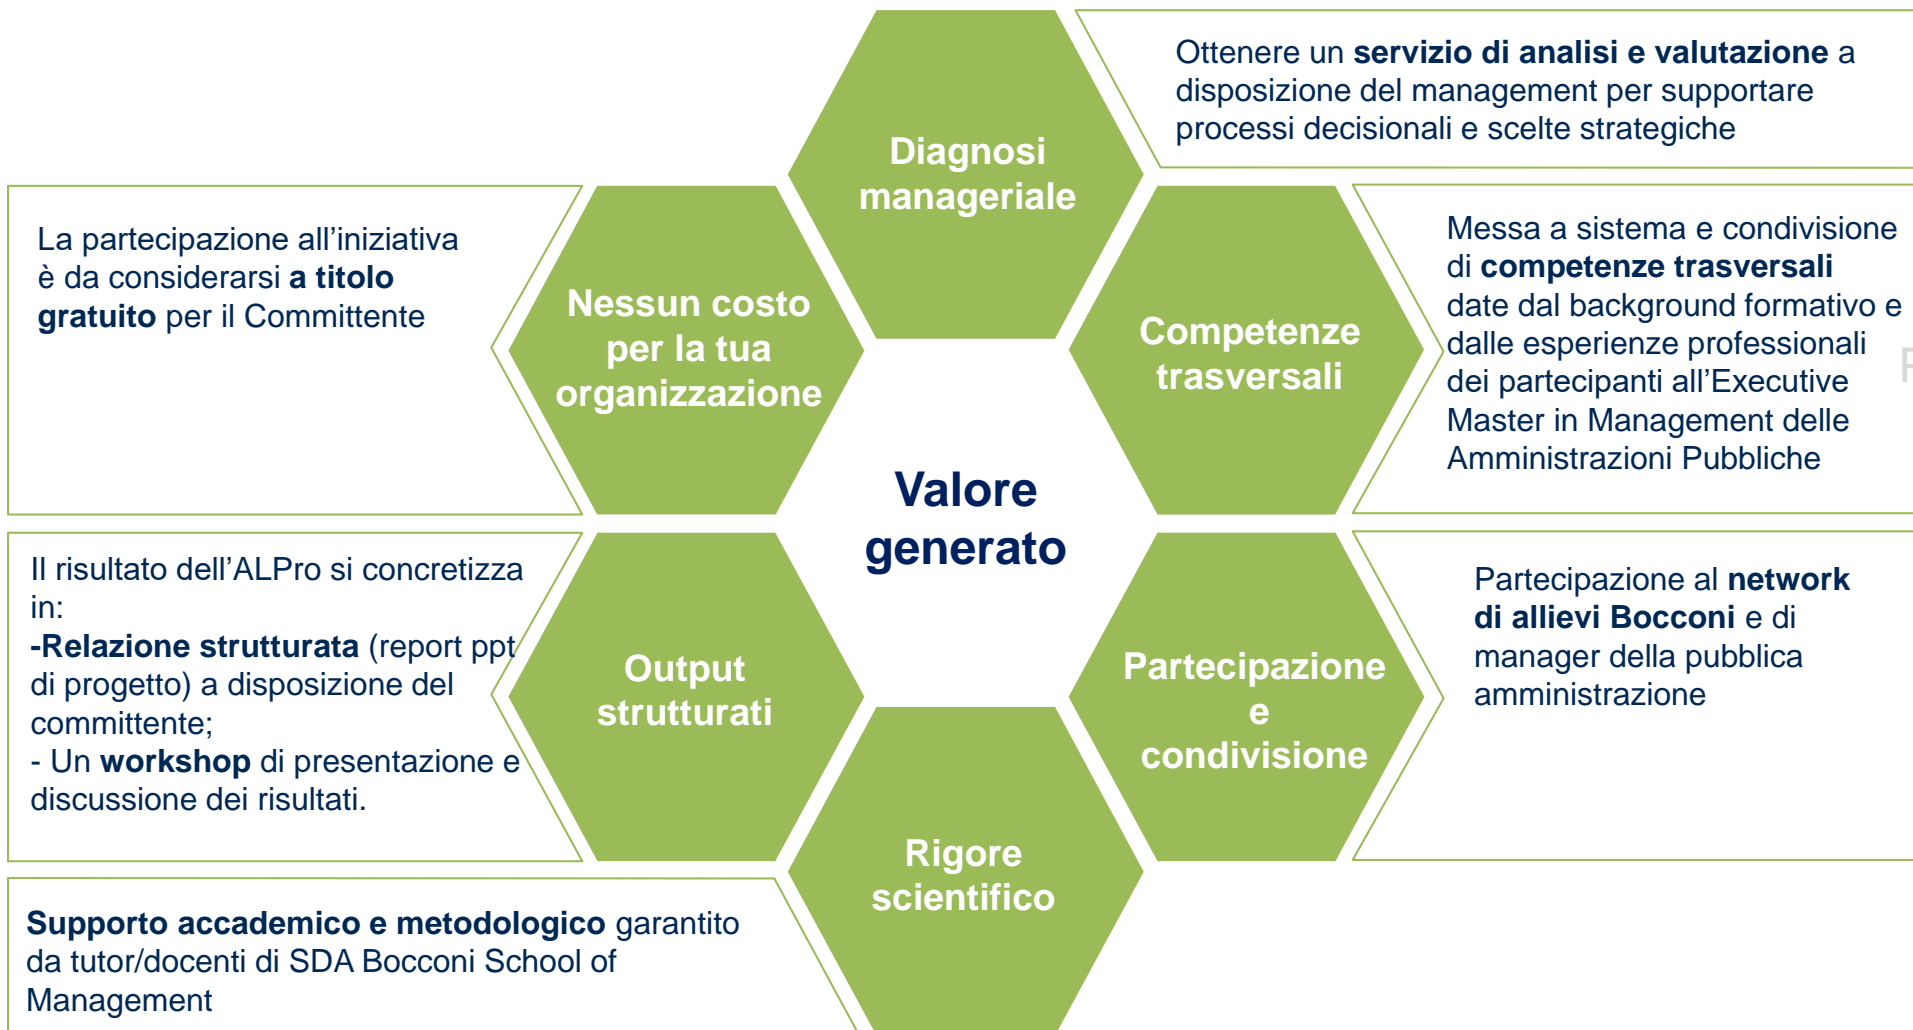 Diagnosi
manageriale
Ottenere un servizio di analisi e valutazione a
disposizione del management per supportare
processi decisionali e scelte strategiche
La partecipazione all’iniziativa
è da considerarsi a titolo
gratuito per il Committente
Nessun costo
per la tua
organizzazione
Competenze
trasversali
Messa a sistema e condivisione
di competenze trasversali
date dal background formativo e
dalle esperienze professionali
dei partecipanti all’Executive
Master in Management delle
Amministrazioni Pubbliche
Valore
generato
Il risultato dell’ALPro si concretizza
in:
-Relazione strutturata (report ppt
di progetto) a disposizione del
committente;
- Un workshop di presentazione e
discussione dei risultati.
Output
strutturati
Partecipazione
e
condivisione
Partecipazione al network
di allievi Bocconi e di
manager della pubblica
amministrazione
Rigore
scientifico
Supporto accademico e metodologico garantito
da tutor/docenti di SDA Bocconi School of
Management